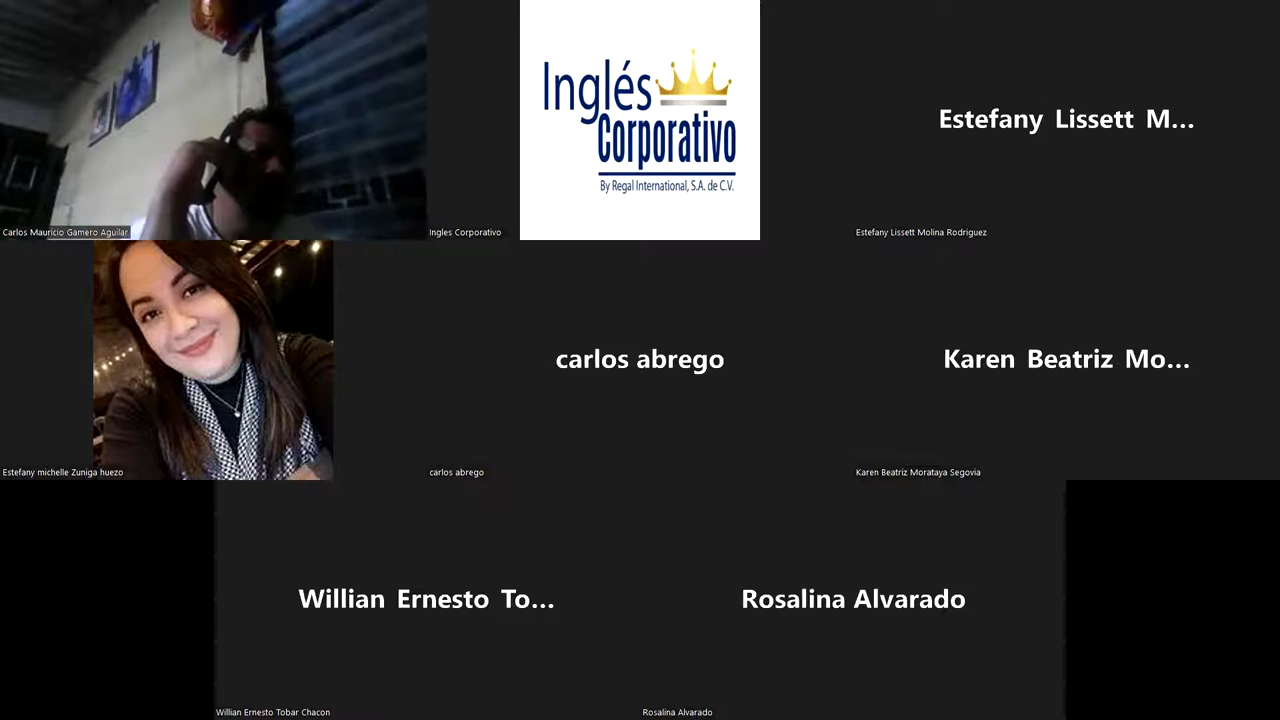 Inglés
Corporativo
By Regal International, S.A. de C.V.
Estefany Lissett M...
Carlos Mauricio Gamero Aguilar
Ingles Corporativo
Estefany Lissett Molina Rodriguez
carlos abrego
Karen Beatriz Mo...
Estefany michelle Zuniga huezo
carlos abrego
Karen Beatriz Morataya Segovia
Willian Ernesto To...
Rosalina Alvarado
Willian Ernesto Tobar Chacon
Rosalina Alvarado